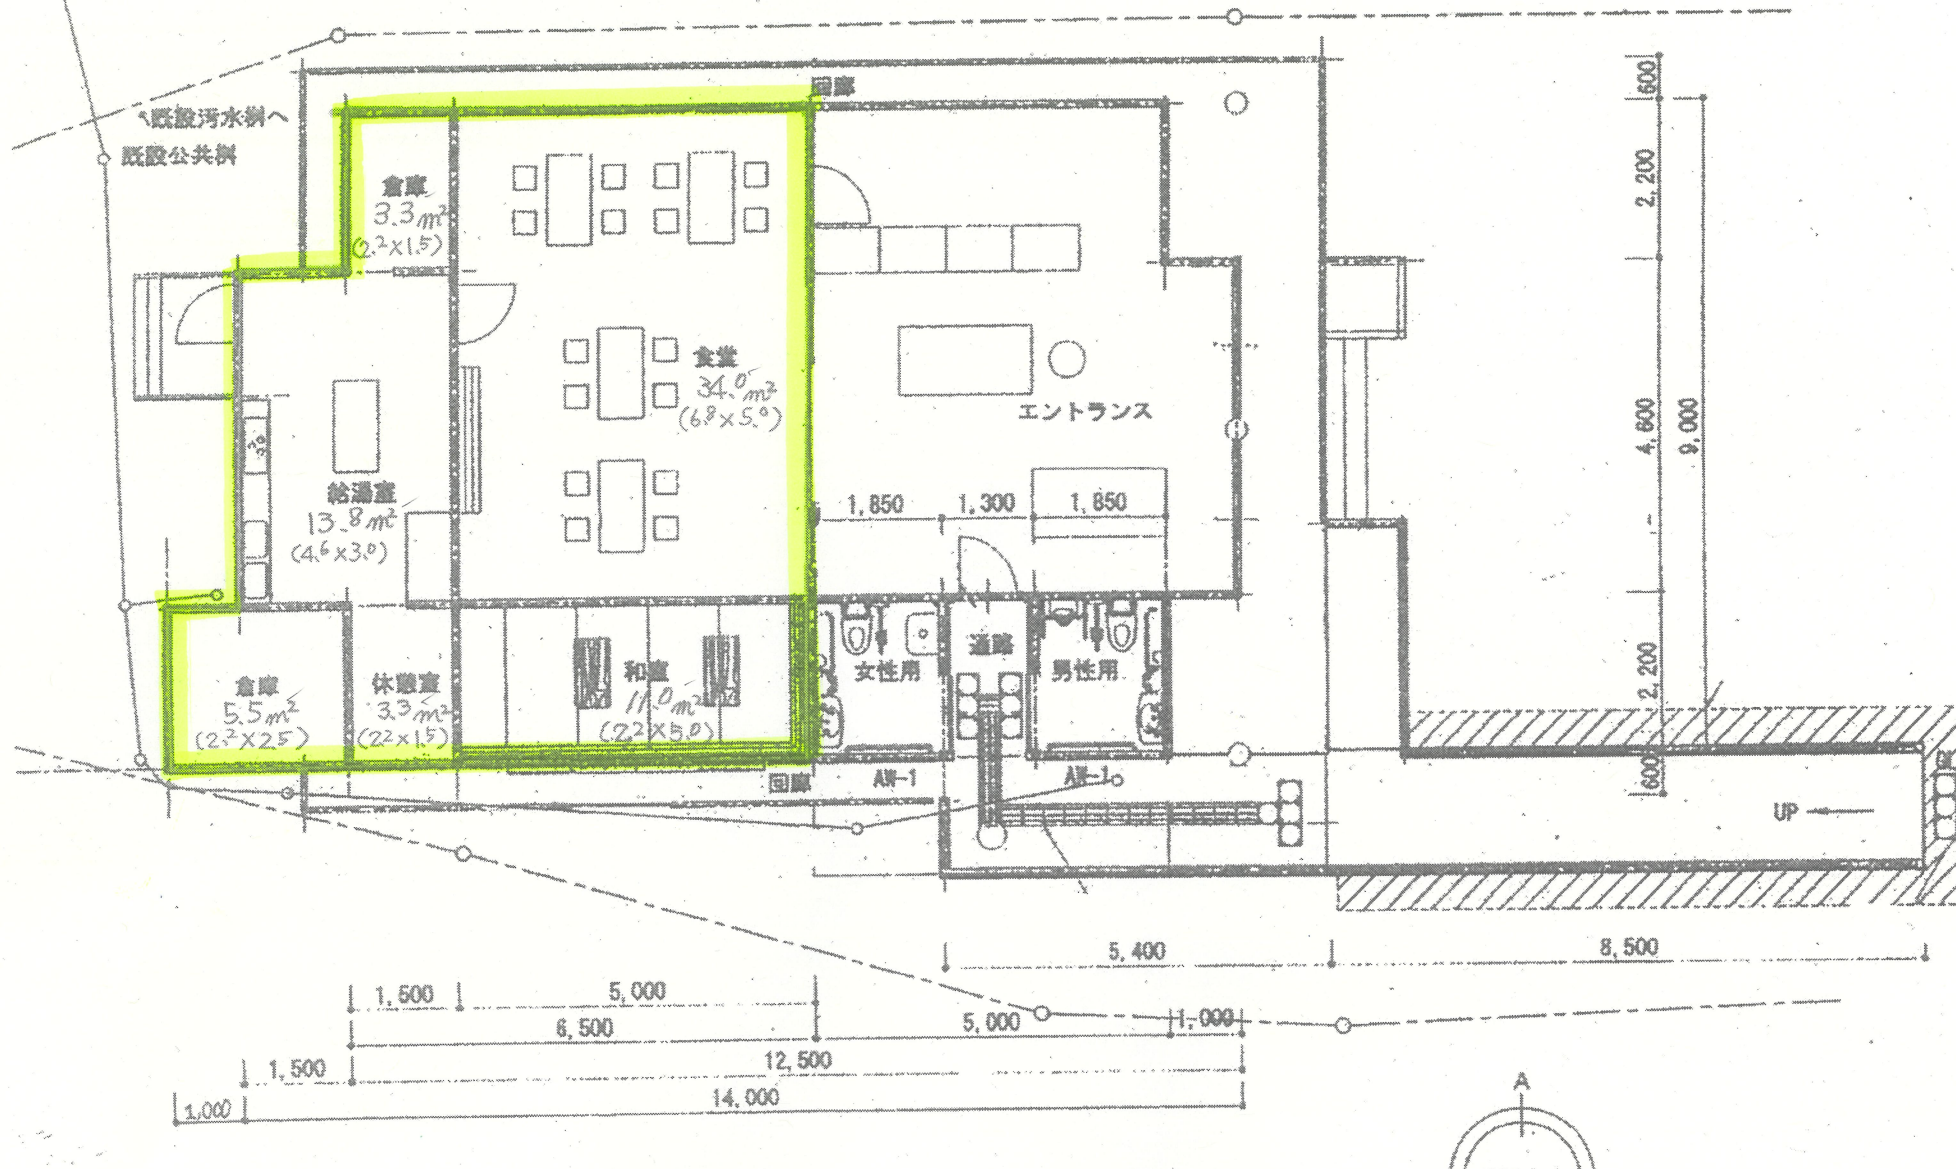 回廊
既設汚水桝へ
既設公共桝
倉庫
3.3m²
(2.²×1.5)
食堂
34.0m²
(6.8×5.0)
エントランス
給湯室
13.8m²
(4.6×3.0)
1,850
1,300
1,850
倉庫
5.5m²
(2.²×2.5)
休憩室
3.3m²
(2.2×1.5)
和室
11.0m²
(2.2×5.0)
女性用
通路
男性用
回廊
AW-1
AW-1
UP
600
2,200
4,600
9,000
2,200
600
5,400
8,500
1,500
5,000
6,500
5,000
1,000
1,500
12,500
1,000
14,000
A